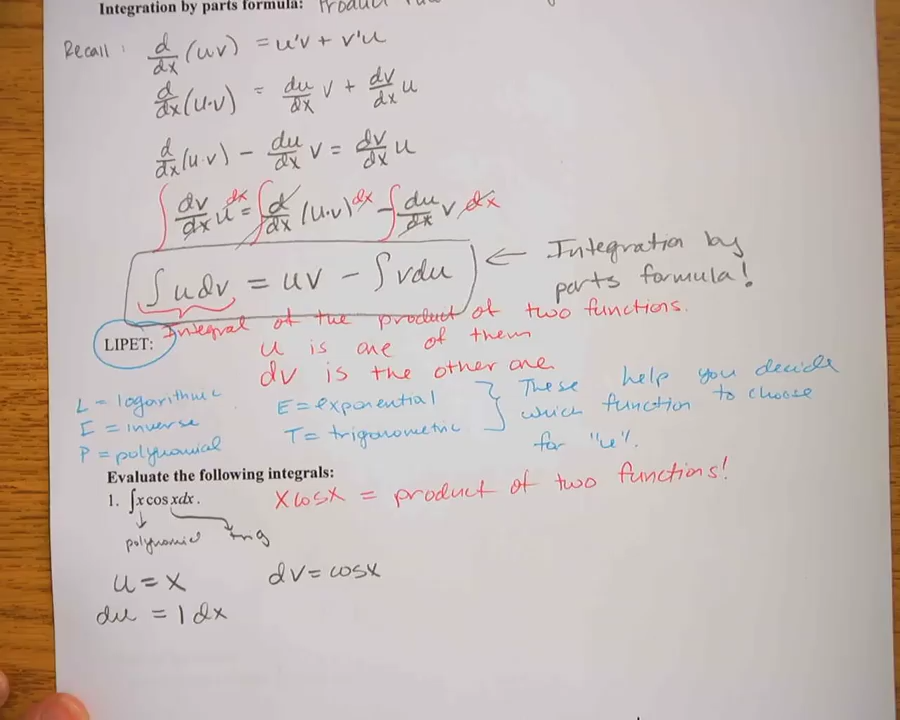 Integration by parts formula: Product
Recall: d/dx (uv) = u'v + v'u
d/dx (u·v) = du/dx v + dv/dx u
d/dx (u·v) - du/dx v = dv/dx u
∫ dv/dx u dx = ∫ d/dx (u·v) dx - ∫ du/dx v dx
∫ u dv = uv - ∫ v du ← Integration by parts formula!
Integral of the product of two functions.
LIPET: u is one of them
dv is the other one
L = logarithmic E = exponential } These help you decide
I = inverse T = trigonometric which function to choose
P = polynomial for "u".
Evaluate the following integrals:
1. ∫ x cos x dx. x cos x = product of two functions!
polynomial trig
u = x dv = cosx
du = 1 dx